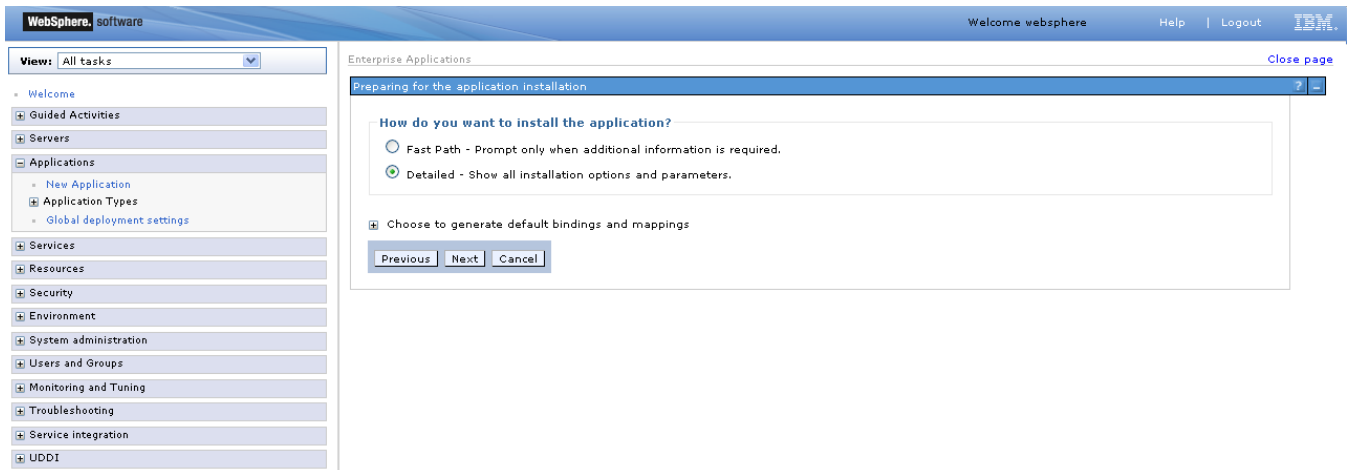 WebSphere. software
Welcome websphere
Help | Logout
IBM.
View: All tasks
Welcome
Guided Activities
Servers
Applications
New Application
Application Types
Global deployment settings
Services
Resources
Security
Environment
System administration
Users and Groups
Monitoring and Tuning
Troubleshooting
Service integration
UDDI
Enterprise Applications
Close page
Preparing for the application installation
?
How do you want to install the application?
Fast Path - Prompt only when additional information is required.
Detailed - Show all installation options and parameters.
Choose to generate default bindings and mappings
Previous Next Cancel